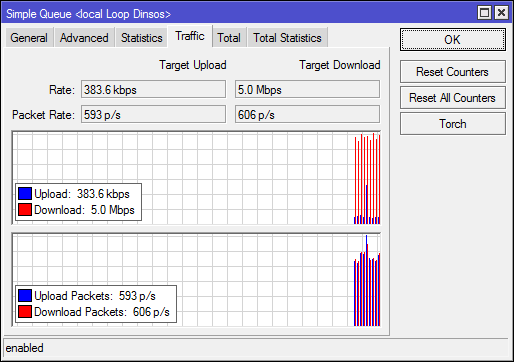 Simple Queue <local Loop Dinsos>
General Advanced Statistics Traffic Total Total Statistics
OK
Target Upload Target Download
Rate: 383.6 kbps 5.0 Mbps
Reset Counters
Packet Rate: 593 p/s 606 p/s
Reset All Counters
Torch
Upload: 383.6 kbps
Download: 5.0 Mbps
Upload Packets: 593 p/s
Download Packets: 606 p/s
enabled